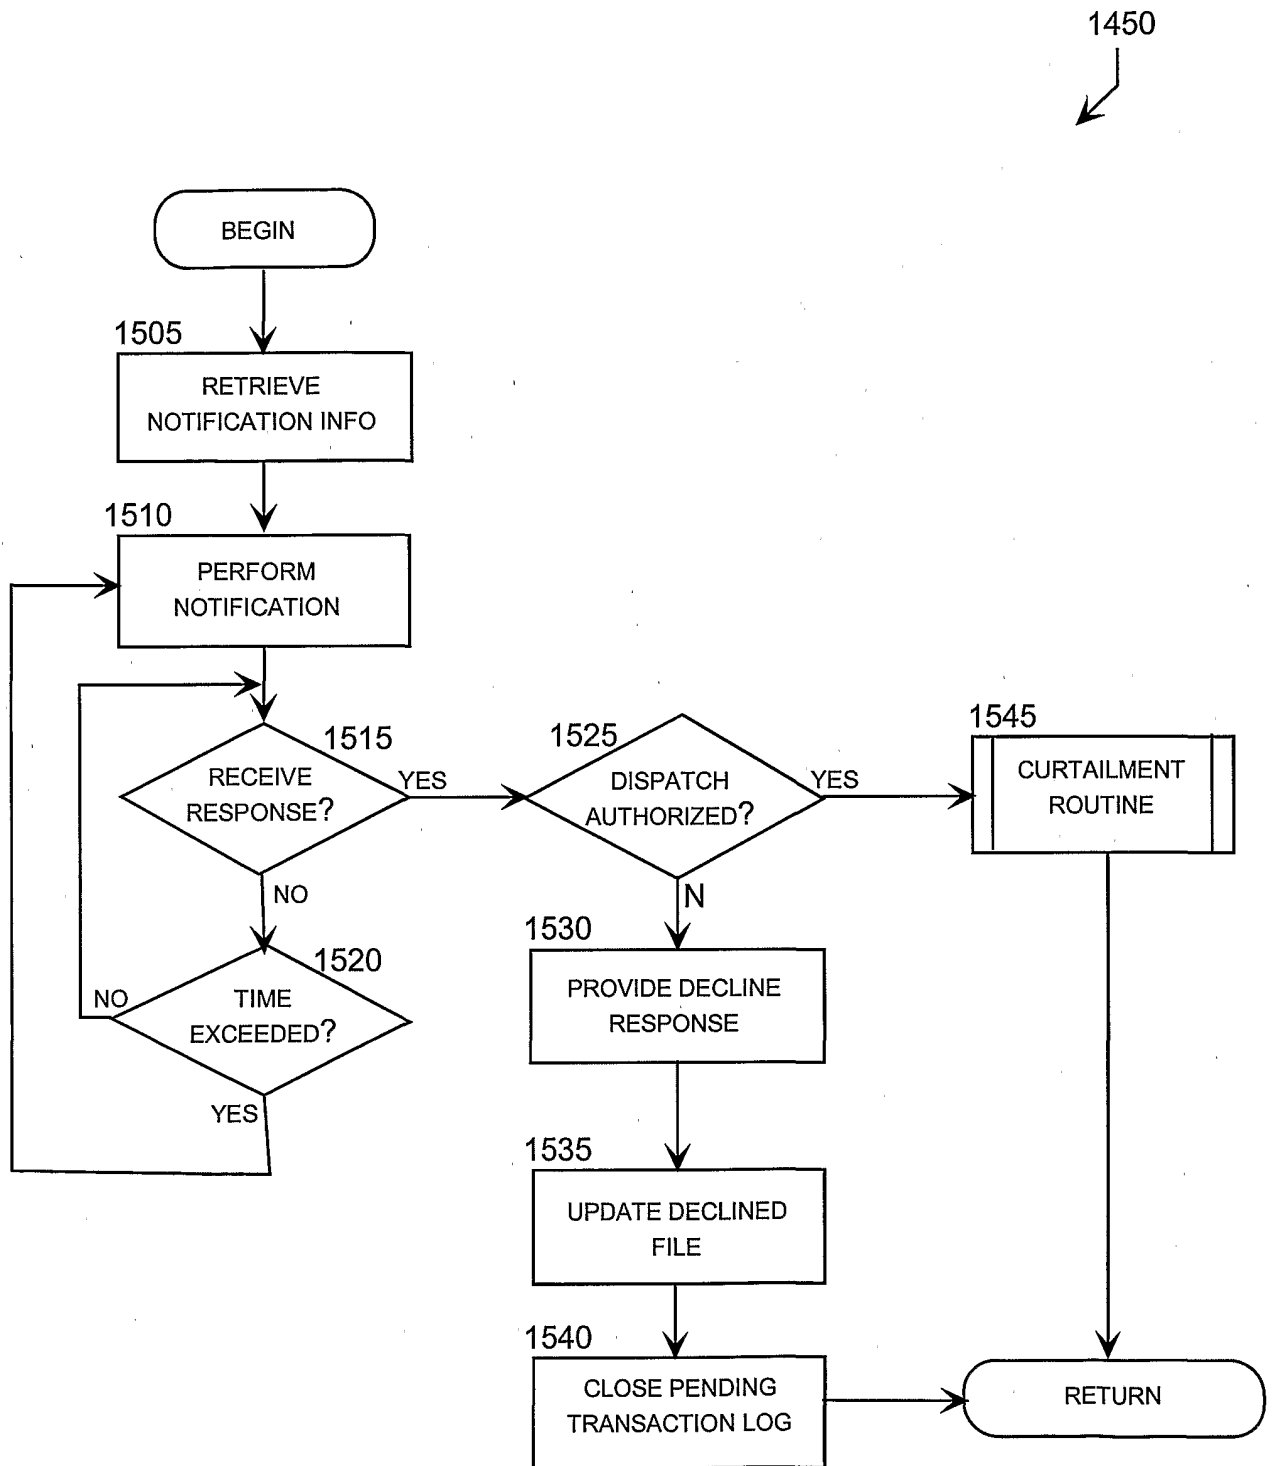 1450
BEGIN
1505
RETRIEVE
NOTIFICATION INFO
1510
PERFORM
NOTIFICATION
1515
RECEIVE
RESPONSE?
YES
NO
1520
TIME
EXCEEDED?
NO
YES
1525
DISPATCH
AUTHORIZED?
YES
N
1545
CURTAILMENT
ROUTINE
1530
PROVIDE DECLINE
RESPONSE
1535
UPDATE DECLINED
FILE
1540
CLOSE PENDING
TRANSACTION LOG
RETURN